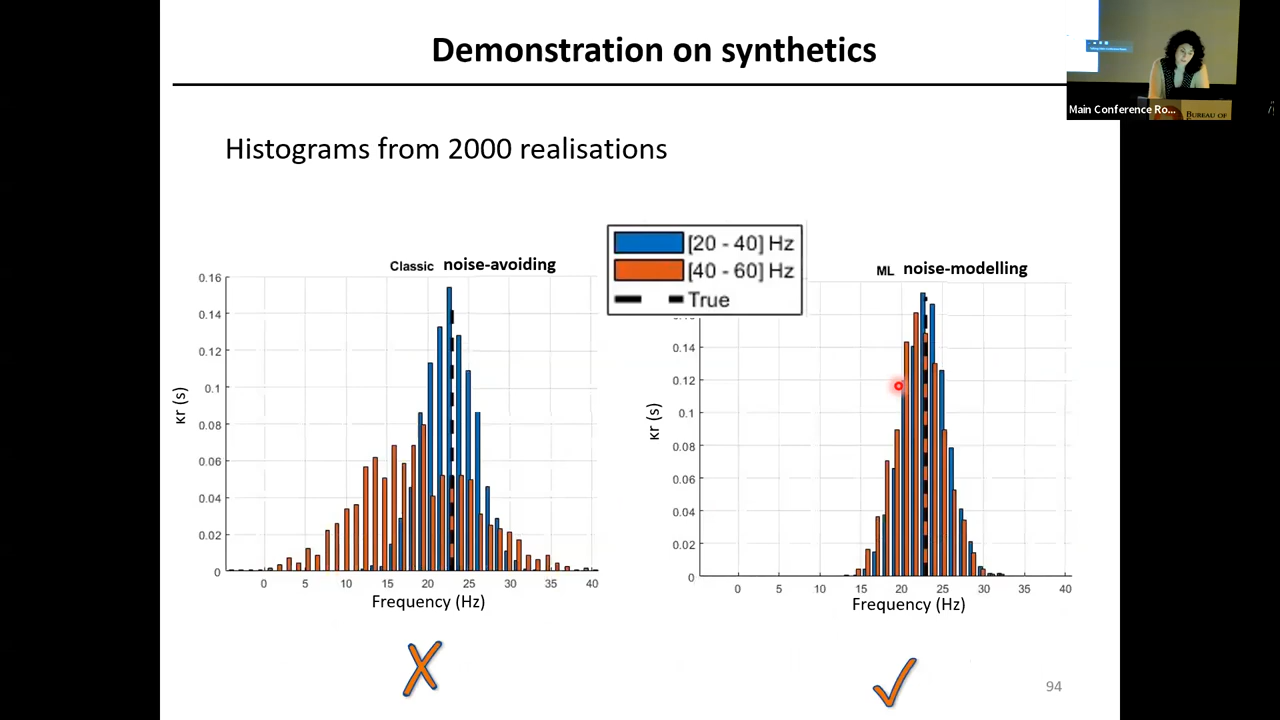 Demonstration on synthetics
Main Conference Ro...
BUREAU OF
Histograms from 2000 realisations
[20 - 40] Hz
[40 - 60] Hz
True
Classic noise-avoiding
0.16
0.14
0.12
0.1
0.08
0.06
0.04
0.02
0
κr (s)
0 5 10 15 20 25 30 35 40
Frequency (Hz)
ML noise-modelling
0.14
0.12
0.1
0.08
0.06
0.04
0.02
0
κr (s)
0 5 10 15 20 25 30 35 40
Frequency (Hz)
94